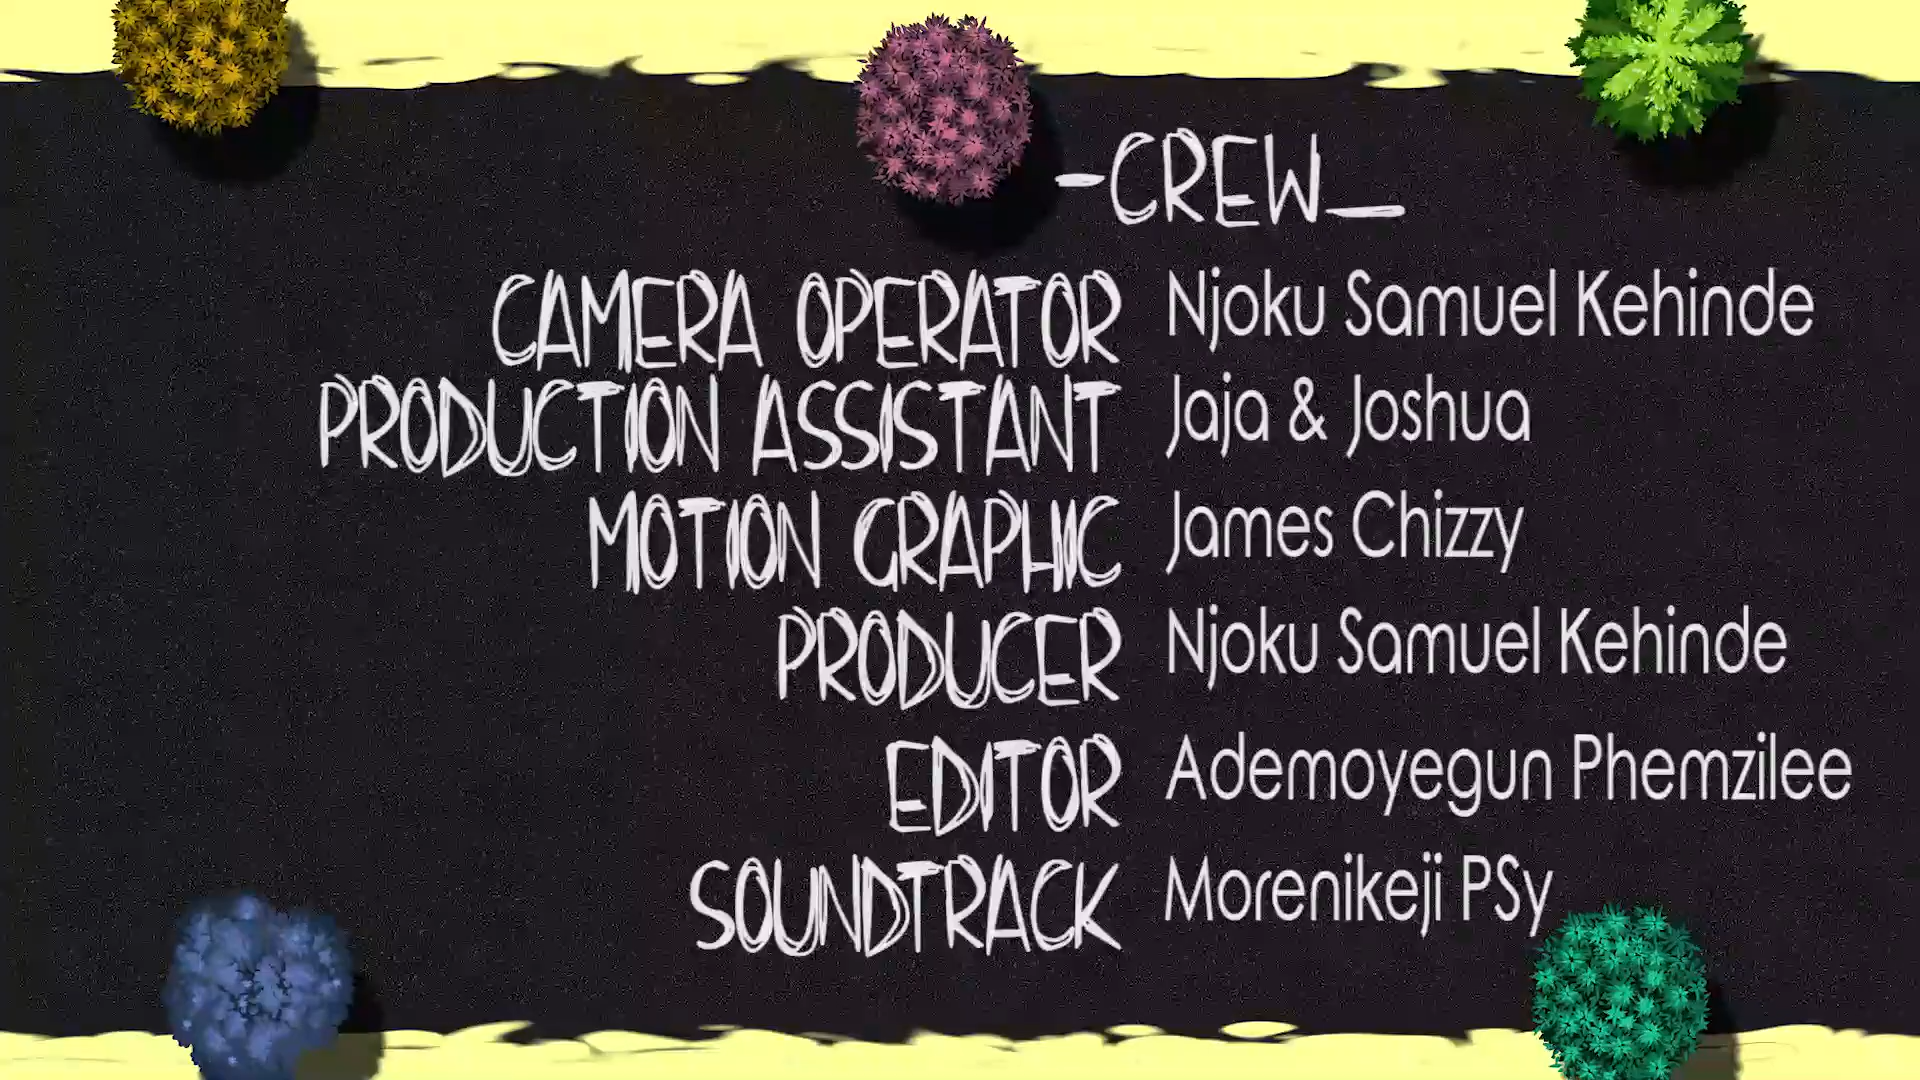 -CREW_
CAMERA OPERATOR Njoku Samuel Kehinde
PRODUCTION ASSISTANT Jaja & Joshua
MOTION GRAPHIC James Chizzy
PRODUCER Njoku Samuel Kehinde
EDITOR Ademoyegun Phemzilee
SOUNDTRACK Morenikeji PSy